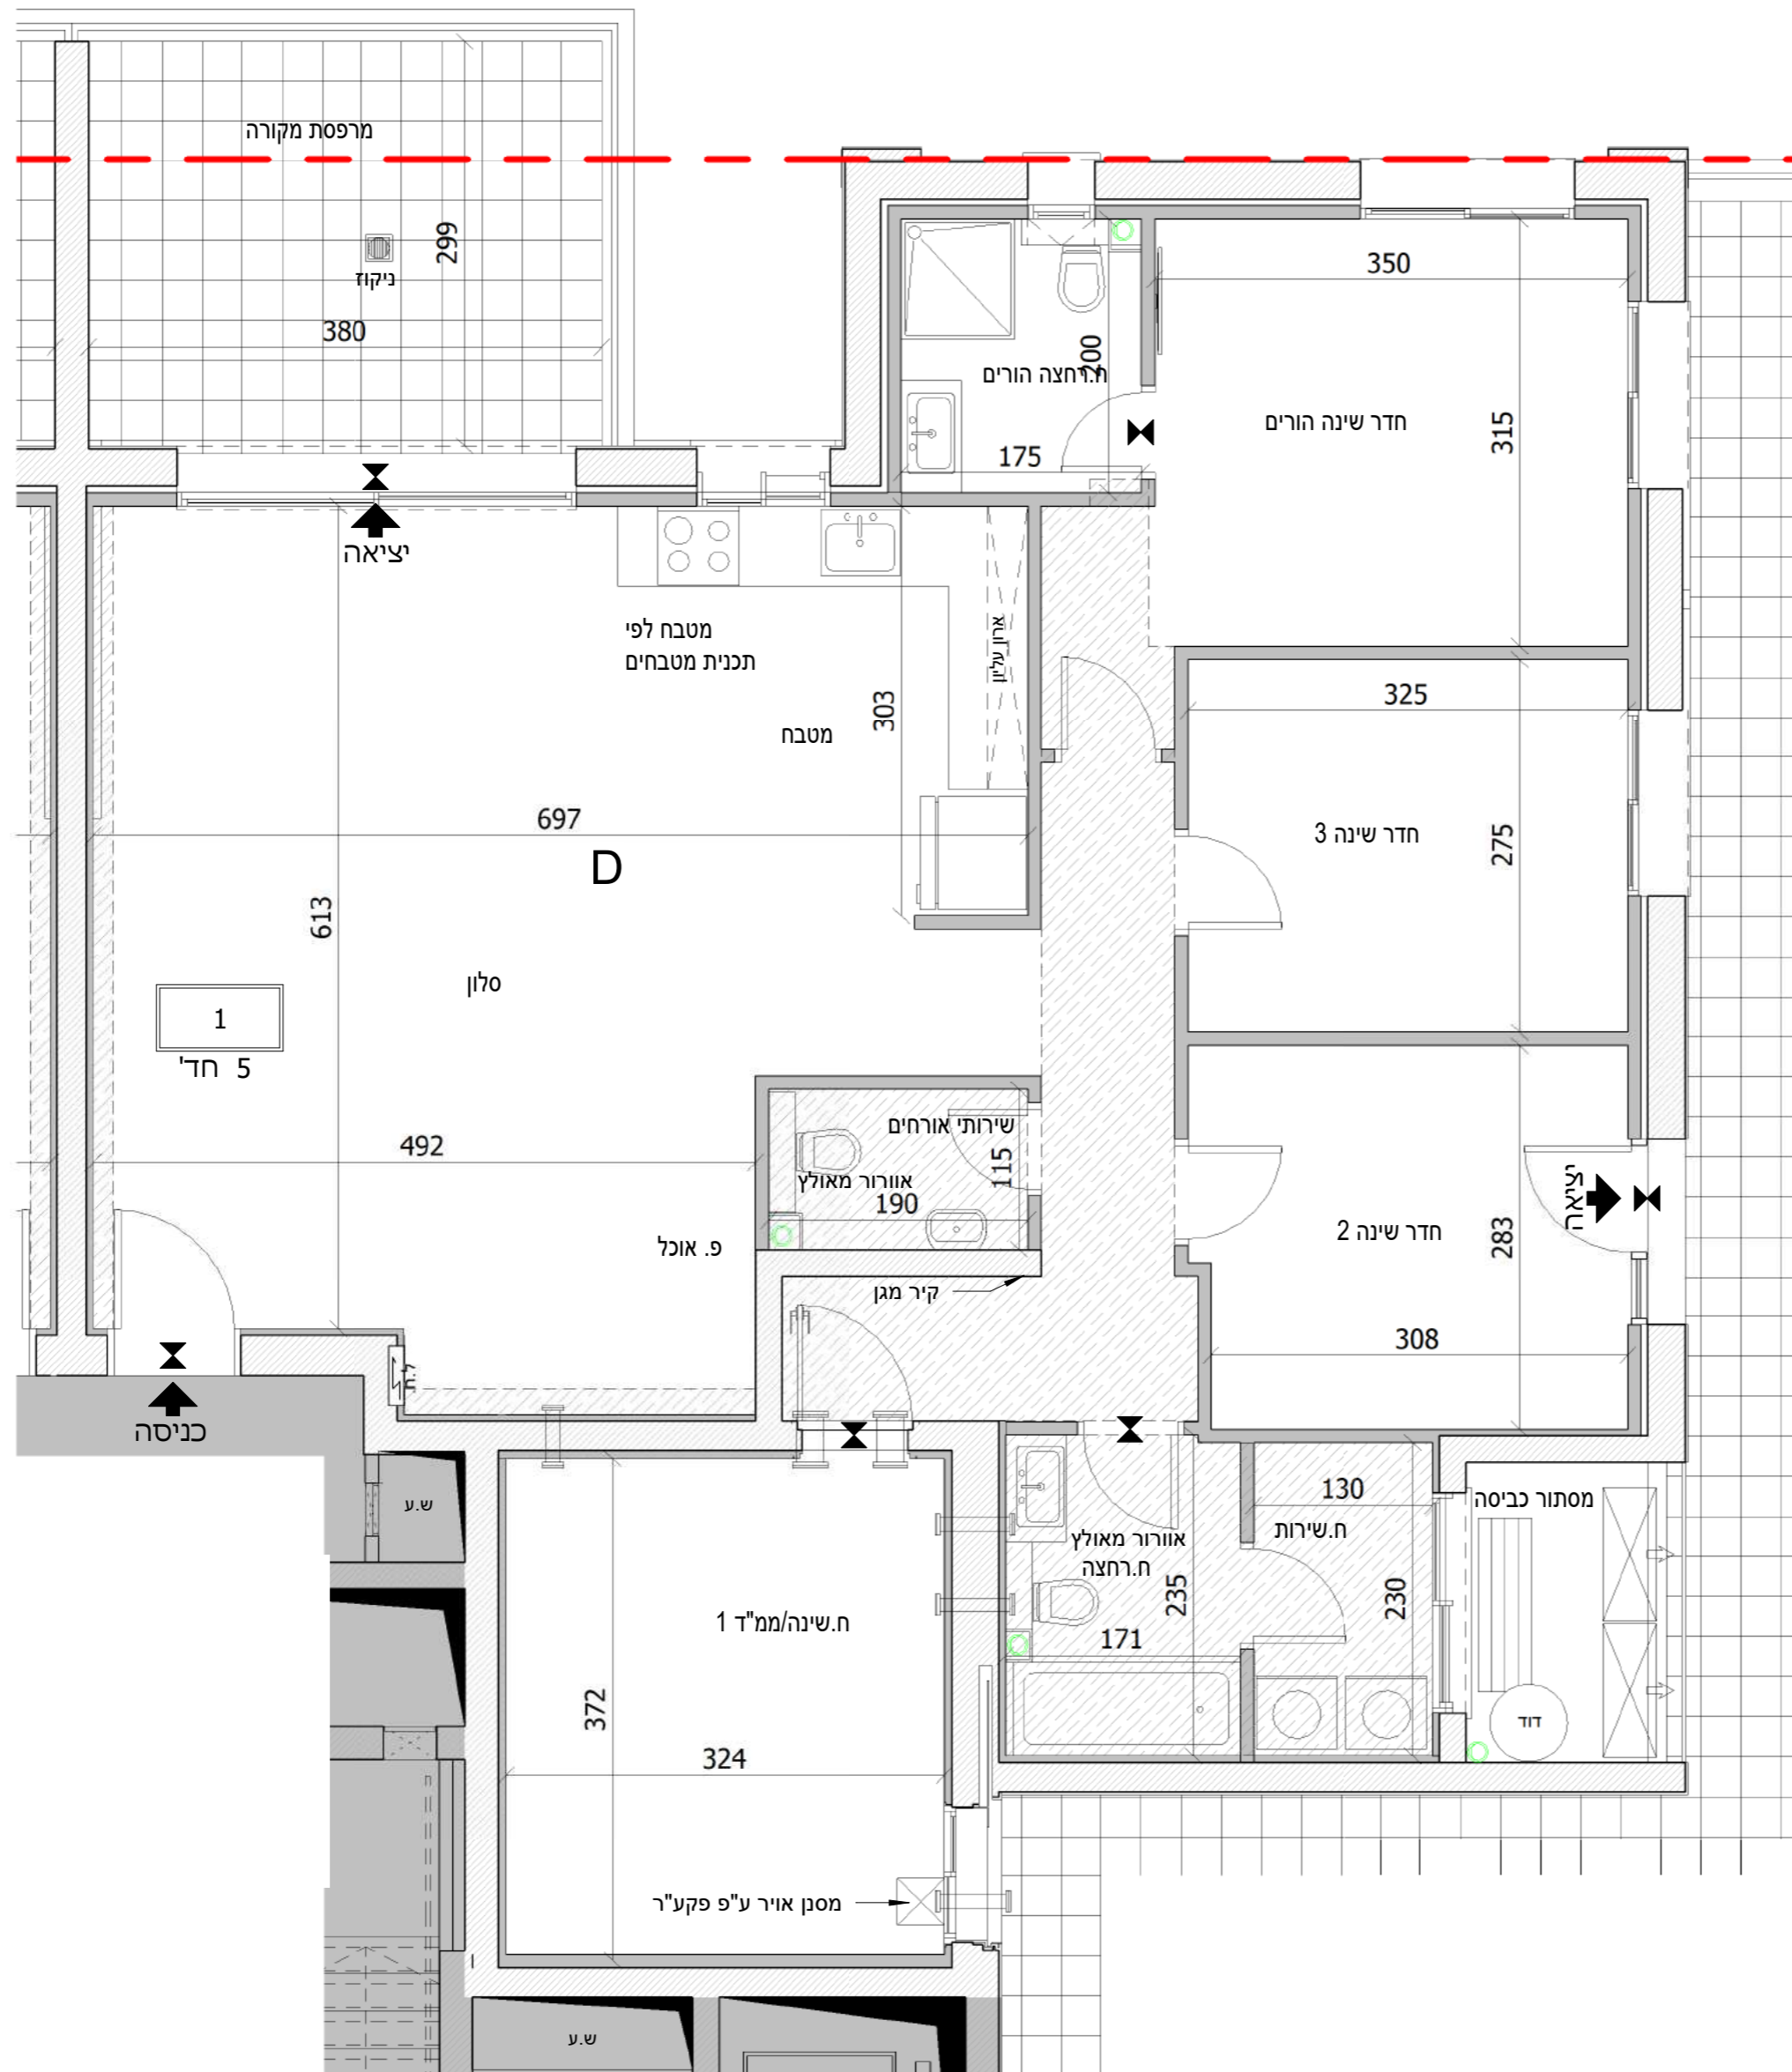 מרפסת מקורה
299
ניקוז
380
350
200
ח.רחצה הורים
חדר שינה הורים
315
175
יציאה
מטבח לפי
תכנית מטבחים
ארון עליון
303
מטבח
325
697
D
חדר שינה 3
275
613
סלון
1
5 חד'
492
שירותי אורחים
115
אוורור מאולץ
190
יציאה
חדר שינה 2
283
פ. אוכל
קיר מגן
308
ל.ח
כניסה
ש.ע
130
מסתור כביסה
ח.שירות
אוורור מאולץ
ח.רחצה
235
230
171
ח.שינה/ממ"ד 1
372
דוד
324
מסנן אויר ע"פ פקע"ר
ש.ע